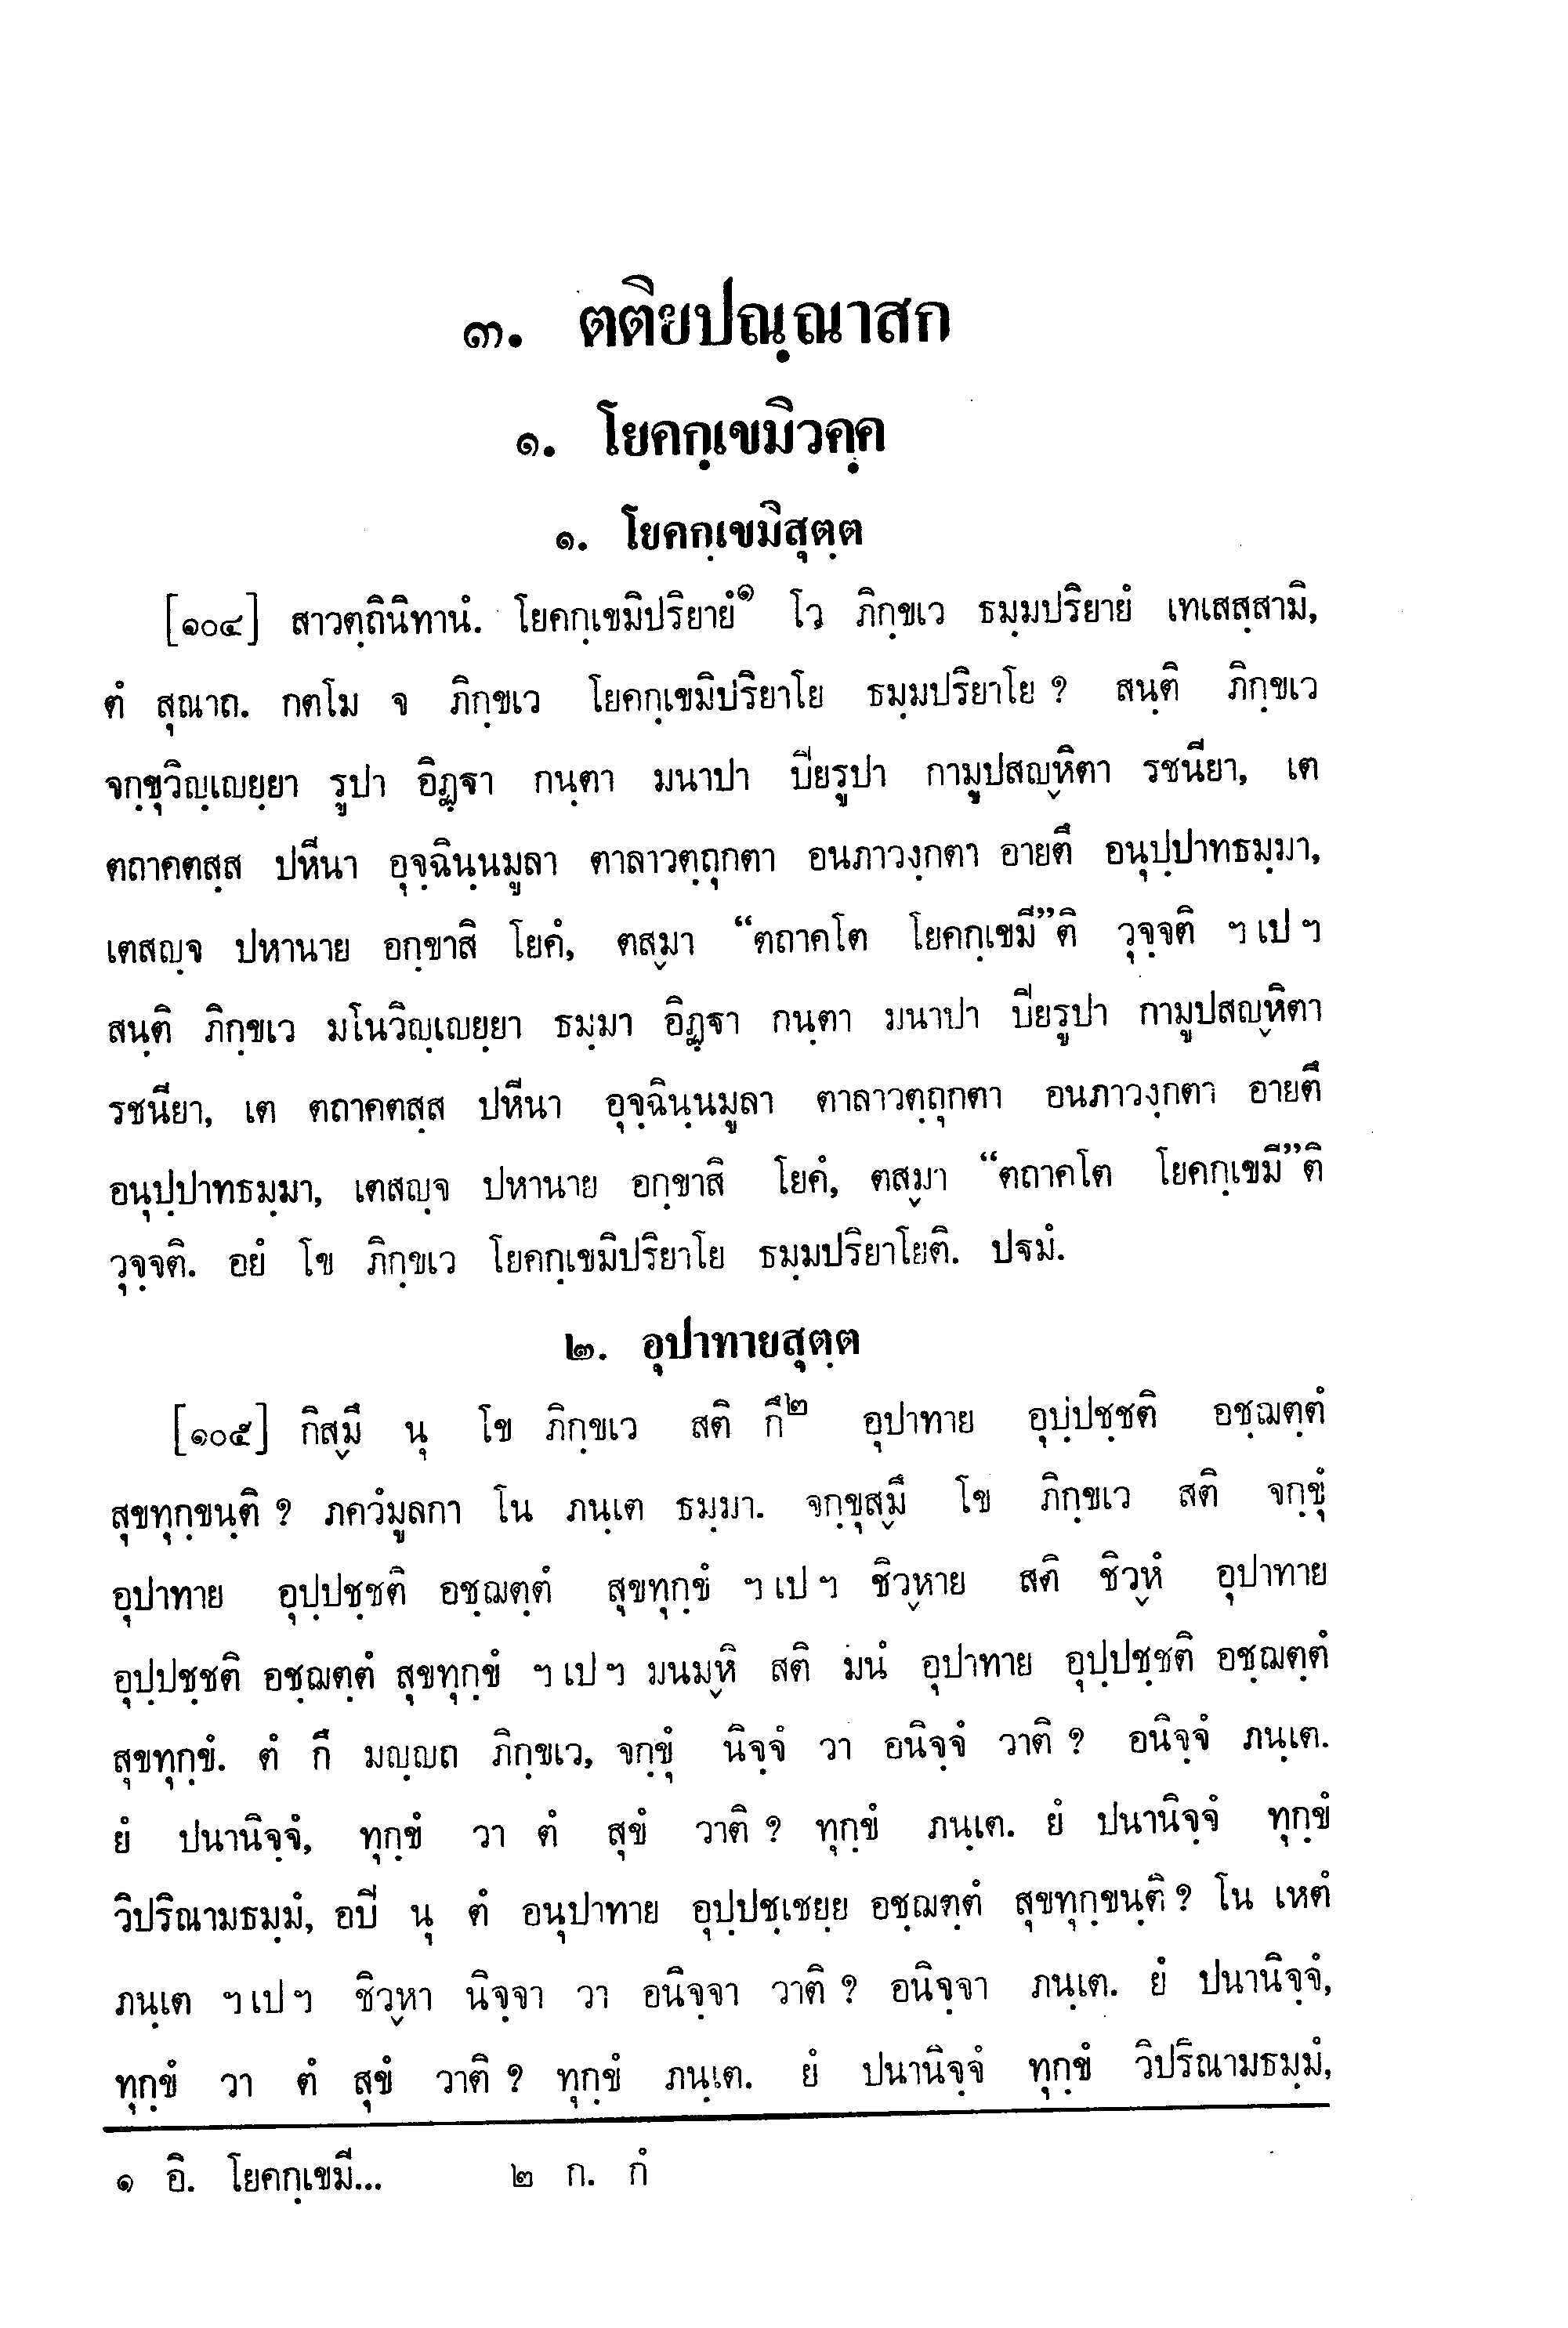 ๓. ตติยปณฺณาสก
๑. โยคกฺเขมิวคฺค
๑. โยคกฺเขมิสุตฺต
[๑๐๔] สาวตฺถินิทานํ. โยคกฺเขมิปริยายํ๑ โว ภิกฺขเว ธมฺมปริยายํ เทเสสฺสามิ,
ตํ สุณาถ. กตโม จ ภิกฺขเว โยคกฺเขมิปริยาโย ธมฺมปริยาโย ? สนฺติ ภิกฺขเว
จกฺขุวิญฺเญยฺยา รูปา อิฏฺฐา กนฺตา มนาปา ปิยรูปา กามูปสญฺหิตา รชนียา, เต
ตถาคตสฺส ปหีนา อุจฺฉินฺนมูลา ตาลาวตฺถุกตา อนภาวงฺกตา อายตึ อนุปฺปาทธมฺมา,
เตสญฺจ ปหานาย อกฺขาสิ โยคํ, ตสฺมา “ตถาคโต โยคกฺเขมี”ติ วุจฺจติ ฯเปฯ
สนฺติ ภิกฺขเว มโนวิญฺเญยฺยา ธมฺมา อิฏฺฐา กนฺตา มนาปา ปิยรูปา กามูปสญฺหิตา
รชนียา, เต ตถาคตสฺส ปหีนา อุจฺฉินฺนมูลา ตาลาวตฺถุกตา อนภาวงฺกตา อายตึ
อนุปฺปาทธมฺมา, เตสญฺจ ปหานาย อกฺขาสิ โยคํ, ตสฺมา “ตถาคโต โยคกฺเขมี”ติ
วุจฺจติ. อยํ โข ภิกฺขเว โยคกฺเขมิปริยาโย ธมฺมปริยาโยติ. ปฐมํ.
๒. อุปาทายสุตฺต
[๑๐๕] กิสฺมึ นุ โข ภิกฺขเว สติ กึ๒ อุปาทาย อุปฺปชฺชติ อชฺฌตฺตํ
สุขทุกฺขนฺติ ? ภควํมูลกา โน ภนฺเต ธมฺมา. จกฺขุสฺมึ โข ภิกฺขเว สติ จกฺขุํ
อุปาทาย อุปฺปชฺชติ อชฺฌตฺตํ สุขทุกฺขํ ฯเปฯ ชิวฺหาย สติ ชิวฺหํ อุปาทาย
อุปฺปชฺชติ อชฺฌตฺตํ สุขทุกฺขํ ฯเปฯ มนมฺหิ สติ มนํ อุปาทาย อุปฺปชฺชติ อชฺฌตฺตํ
สุขทุกฺขํ. ตํ กึ มญฺญถ ภิกฺขเว, จกฺขุํ นิจฺจํ วา อนิจฺจํ วาติ ? อนิจฺจํ ภนฺเต.
ยํ ปนานิจฺจํ, ทุกฺขํ วา ตํ สุขํ วาติ ? ทุกฺขํ ภนฺเต. ยํ ปนานิจฺจํ ทุกฺขํ
วิปริณามธมฺมํ, อปิ นุ ตํ อนุปาทาย อุปฺปชฺเชยฺย อชฺฌตฺตํ สุขทุกฺขนฺติ ? โน เหตํ
ภนฺเต ฯเปฯ ชิวฺหา นิจฺจา วา อนิจฺจา วาติ ? อนิจฺจา ภนฺเต. ยํ ปนานิจฺจํ,
ทุกฺขํ วา ตํ สุขํ วาติ ? ทุกฺขํ ภนฺเต. ยํ ปนานิจฺจํ ทุกฺขํ วิปริณามธมฺมํ,
๑ อิ. โยคกฺเขมี... ๒ ก. กํ